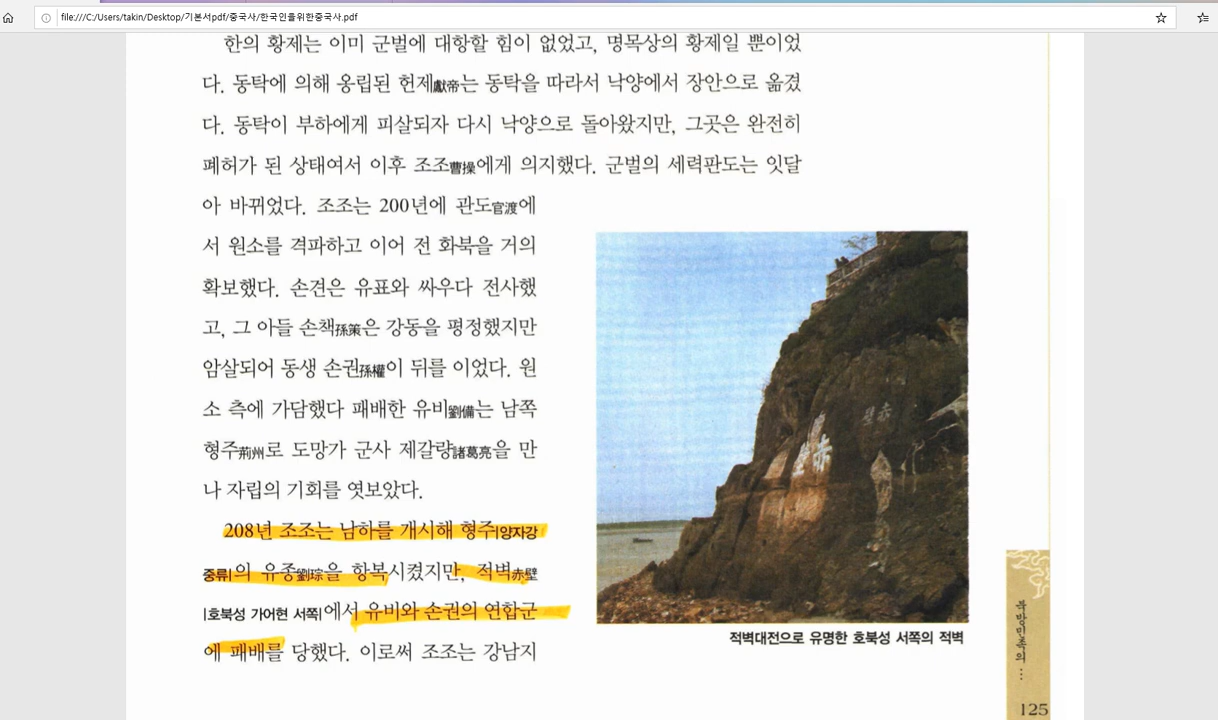 file:///C:/Users/takin/Desktop/기본서pdf/중국사/한국인을위한중국사.pdf
한의 황제는 이미 군벌에 대항할 힘이 없었고, 명목상의 황제일 뿐이었
다. 동탁에 의해 옹립된 헌제獻帝는 동탁을 따라서 낙양에서 장안으로 옮겼
다. 동탁이 부하에게 피살되자 다시 낙양으로 돌아왔지만, 그곳은 완전히
폐허가 된 상태여서 이후 조조曹操에게 의지했다. 군벌의 세력판도는 잇달
아 바뀌었다. 조조는 200년에 관도官渡에
서 원소를 격파하고 이어 전 화북을 거의
확보했다. 손견은 유표와 싸우다 전사했
고, 그 아들 손책孫策은 강동을 평정했지만
암살되어 동생 손권孫權이 뒤를 이었다. 원
소 측에 가담했다 패배한 유비劉備는 남쪽
형주荊州로 도망가 군사 제갈량諸葛亮을 만
나 자립의 기회를 엿보았다.
208년 조조는 남하를 개시해 형주|양자강
중류|의 유종劉琮을 항복시켰지만, 적벽赤壁
|호북성 가어현 서쪽|에서 유비와 손권의 연합군
에 패배를 당했다. 이로써 조조는 강남지
赤壁
赤壁
적벽대전으로 유명한 호북성 서쪽의 적벽
북방민족의…
125